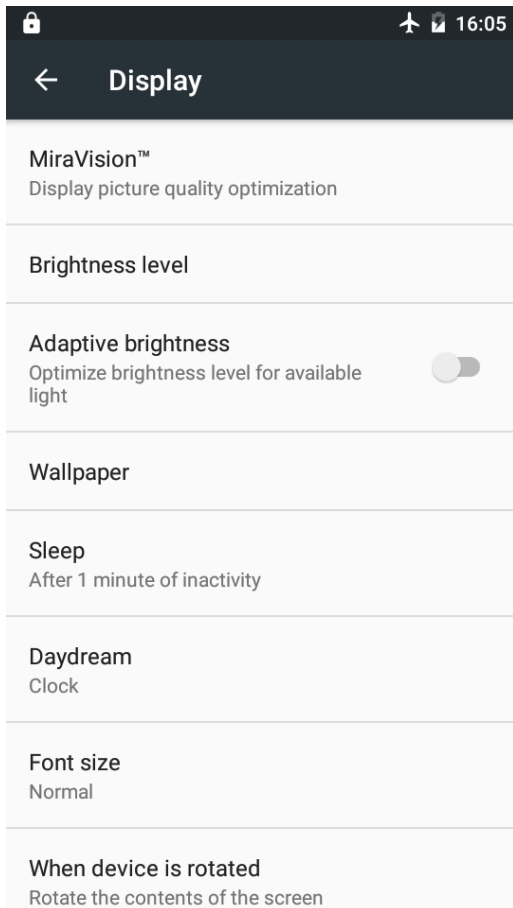 16:05
Display
MiraVision™
Display picture quality optimization
Brightness level
Adaptive brightness
Optimize brightness level for available
light
Wallpaper
Sleep
After 1 minute of inactivity
Daydream
Clock
Font size
Normal
When device is rotated
Rotate the contents of the screen